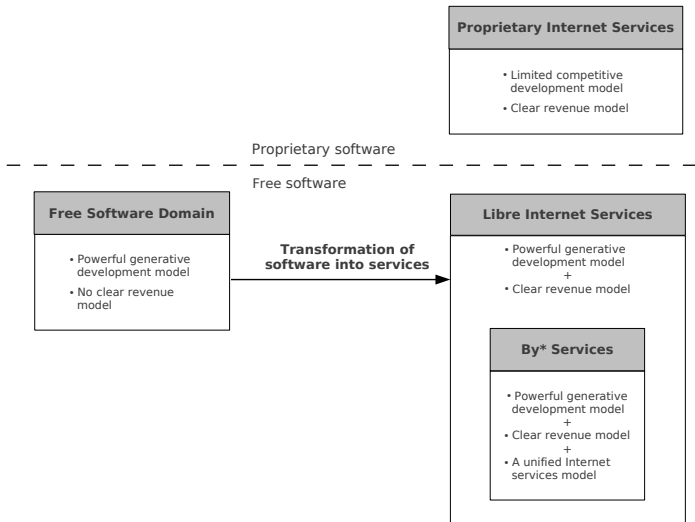 Proprietary Internet Services
• Limited competitive
development model
• Clear revenue model
Proprietary software
Free software
Free Software Domain
• Powerful generative
development model
• No clear revenue
model
Transformation of
software into services
Libre Internet Services
• Powerful generative
development model
+
• Clear revenue model
By* Services
• Powerful generative
development model
+
• Clear revenue model
+
• A unified Internet
services model